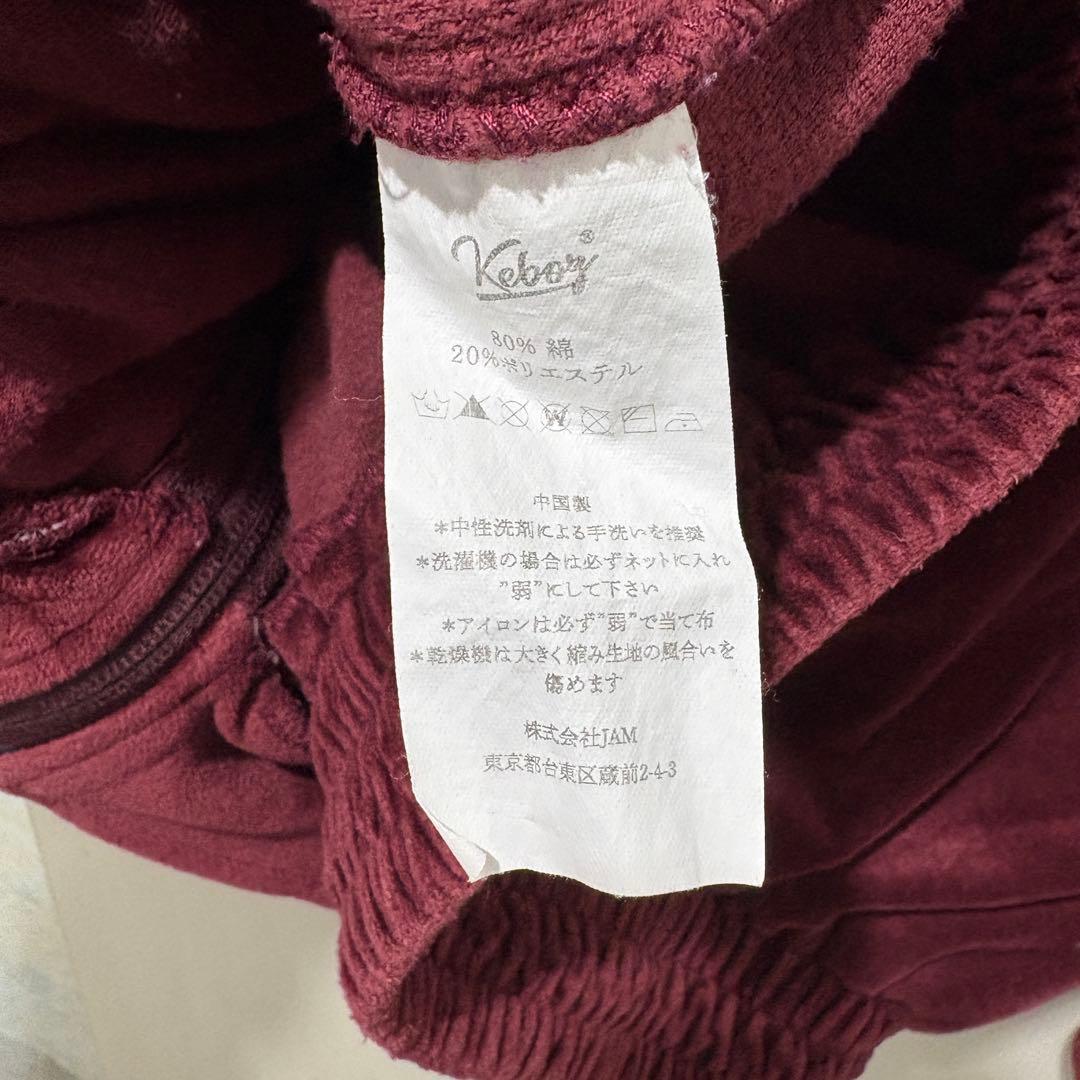 Keboz®
80% 綿
20%ポリエステル
中国製
*中性洗剤による手洗いを推奨
*洗濯機の場合は必ずネットに入れ
"弱"にして下さい
*アイロンは必ず"弱"で当て布
*乾燥機は大きく縮み生地の風合いを
傷めます
株式会社JAM
東京都台東区蔵前2-4-3